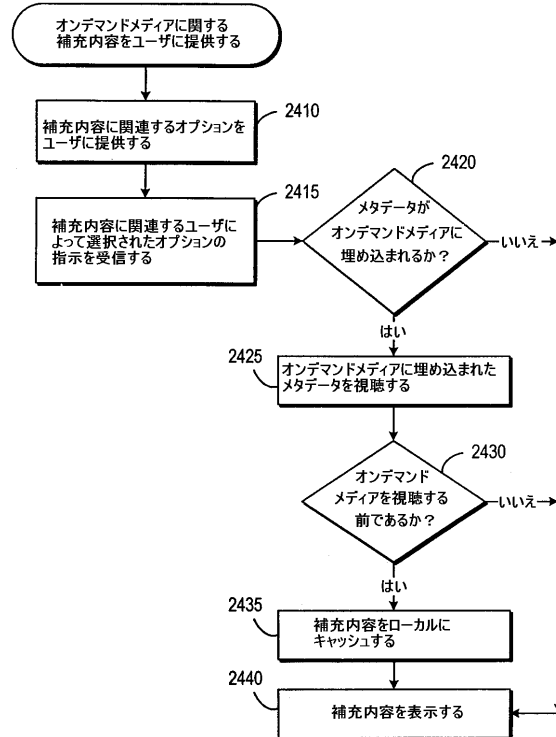 オンデマンドメディアに関する
補充内容をユーザに提供する
2410
補充内容に関連するオプションを
ユーザに提供する
2415
補充内容に関連するユーザに
よって選択されたオプションの
指示を受信する
2420
メタデータが
オンデマンドメディアに
埋め込まれるか?
いいえ
はい
2425
オンデマンドメディアに埋め込まれた
メタデータを視聴する
2430
オンデマンド
メディアを視聴する
前であるか?
いいえ
はい
2435
補充内容をローカルに
キャッシュする
2440
補充内容を表示する